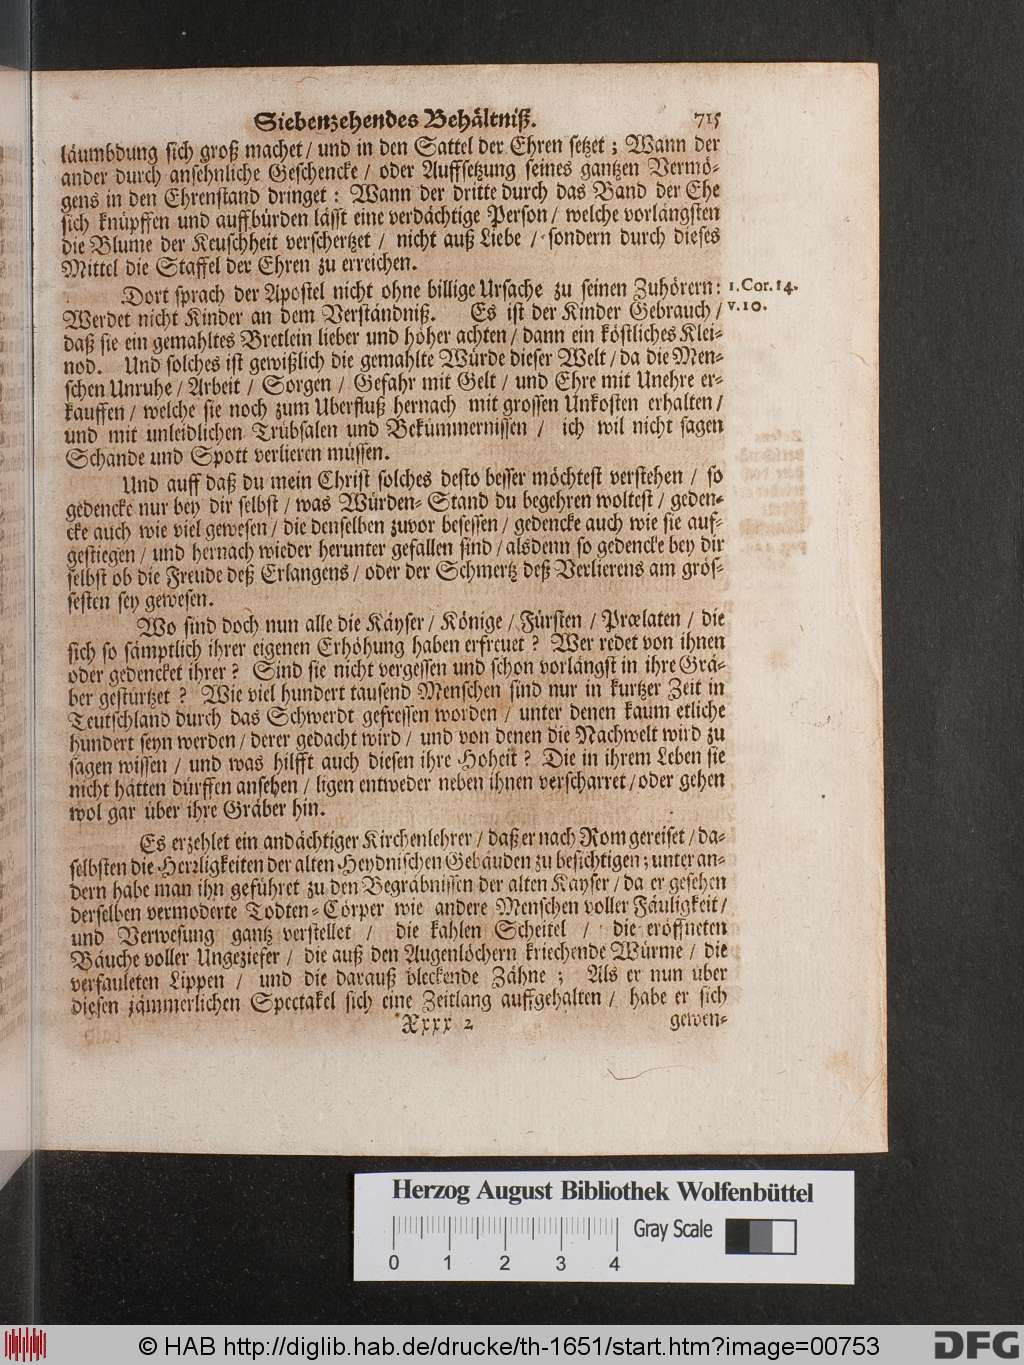 Siebenzehendes Behältniß. 715
läumbdung sich groß machet / und in den Sattel der Ehren setzet ; Wann der
ander durch ansehnliche Geschencke / oder Auffsetzung seines gantzen Vermö-
gens in den Ehrenstand dringet : Wann der dritte durch das Band der Ehe
sich knüpffen und auffbürden lässt eine verdächtige Person / welche vorlängsten
die Blume der Keuschheit verschertzet / nicht auß Liebe / sondern durch dieses
Mittel die Staffel der Ehren zu erreichen.
Dort sprach der Apostel nicht ohne billige Ursache zu seinen Zuhörern: 1. Cor. 14.
Werdet nicht Kinder an dem Verständniß. Es ist der Kinder Gebrauch / v. 10.
daß sie ein gemahltes Bretlein lieber und höher achten / dann ein köstliches Klei-
nod. Und solches ist gewißlich die gemahlte Würde dieser Welt / da die Men-
schen Unruhe / Arbeit / Sorgen / Gefahr mit Gelt / und Ehre mit Unehre er-
kauffen / welche sie noch zum Uberfluß hernach mit grossen Unkosten erhalten /
und mit unleidlichen Trübsalen und Bekümmernissen / ich wil nicht sagen
Schande und Spott verlieren müssen.
Und auff daß du mein Christ solches desto besser möchtest verstehen / so
gedencke nur bey dir selbst / was Würden-Stand du begehren woltest / geden-
cke auch wie viel gewesen / die denselben zuvor besessen / gedencke auch wie sie auf-
gestiegen / und hernach wieder herunter gefallen sind / alsdenn so gedencke bey dir
selbst ob die Freude deß Erlangens / oder der Schmertz deß Verlierens am grös-
sesten sey gewesen.
Wo sind doch nun alle die Käyser / Könige / Fürsten / Prælaten / die
sich so sämptlich ihrer eigenen Erhöhung haben erfreuet ? Wer redet von ihnen
oder gedencket ihrer ? Sind sie nicht vergessen und schon vorlängst in ihre Grä-
ber gestürtzet ? Wie viel hundert tausend Menschen sind nur in kurtzer Zeit in
Teutschland durch das Schwerdt gefressen worden / unter denen kaum etliche
hundert seyn werden / derer gedacht wird / und von denen die Nachwelt wird zu
sagen wissen / und was hilfft auch diesen ihre Hoheit ? Die in ihrem Leben sie
nicht hätten dürffen ansehen / ligen entweder neben ihnen verscharret / oder gehen
wol gar über ihre Gräber hin.
Es erzehlet ein andächtiger Kirchenlehrer / daß er nach Rom gereiset / da-
selbsten die Herrligkeiten der alten Heydnischen Gebäuden zu besichtigen; unter an-
dern habe man ihn geführet zu den Begräbnissen der alten Käyser / da er gesehen
derselben vermoderte Todten-Cörper wie andere Menschen voller Fäuligkeit /
und Verwesung gantz verstellet / die kahlen Scheitel / die eröffneten
Bäuche voller Ungeziefer / die auß den Augenlöchern kriechende Würme / die
verfauleten Lippen / und die darauß bleckende Zähne ; Als er nun über
diesen jämmerlichen Spectakel sich eine Zeitlang auffgehalten / habe er sich
Xxxx 2 gewen-
Herzog August Bibliothek Wolfenbüttel
Gray Scale
0 1 2 3 4
© HAB http://diglib.hab.de/drucke/th-1651/start.htm?image=00753
DFG